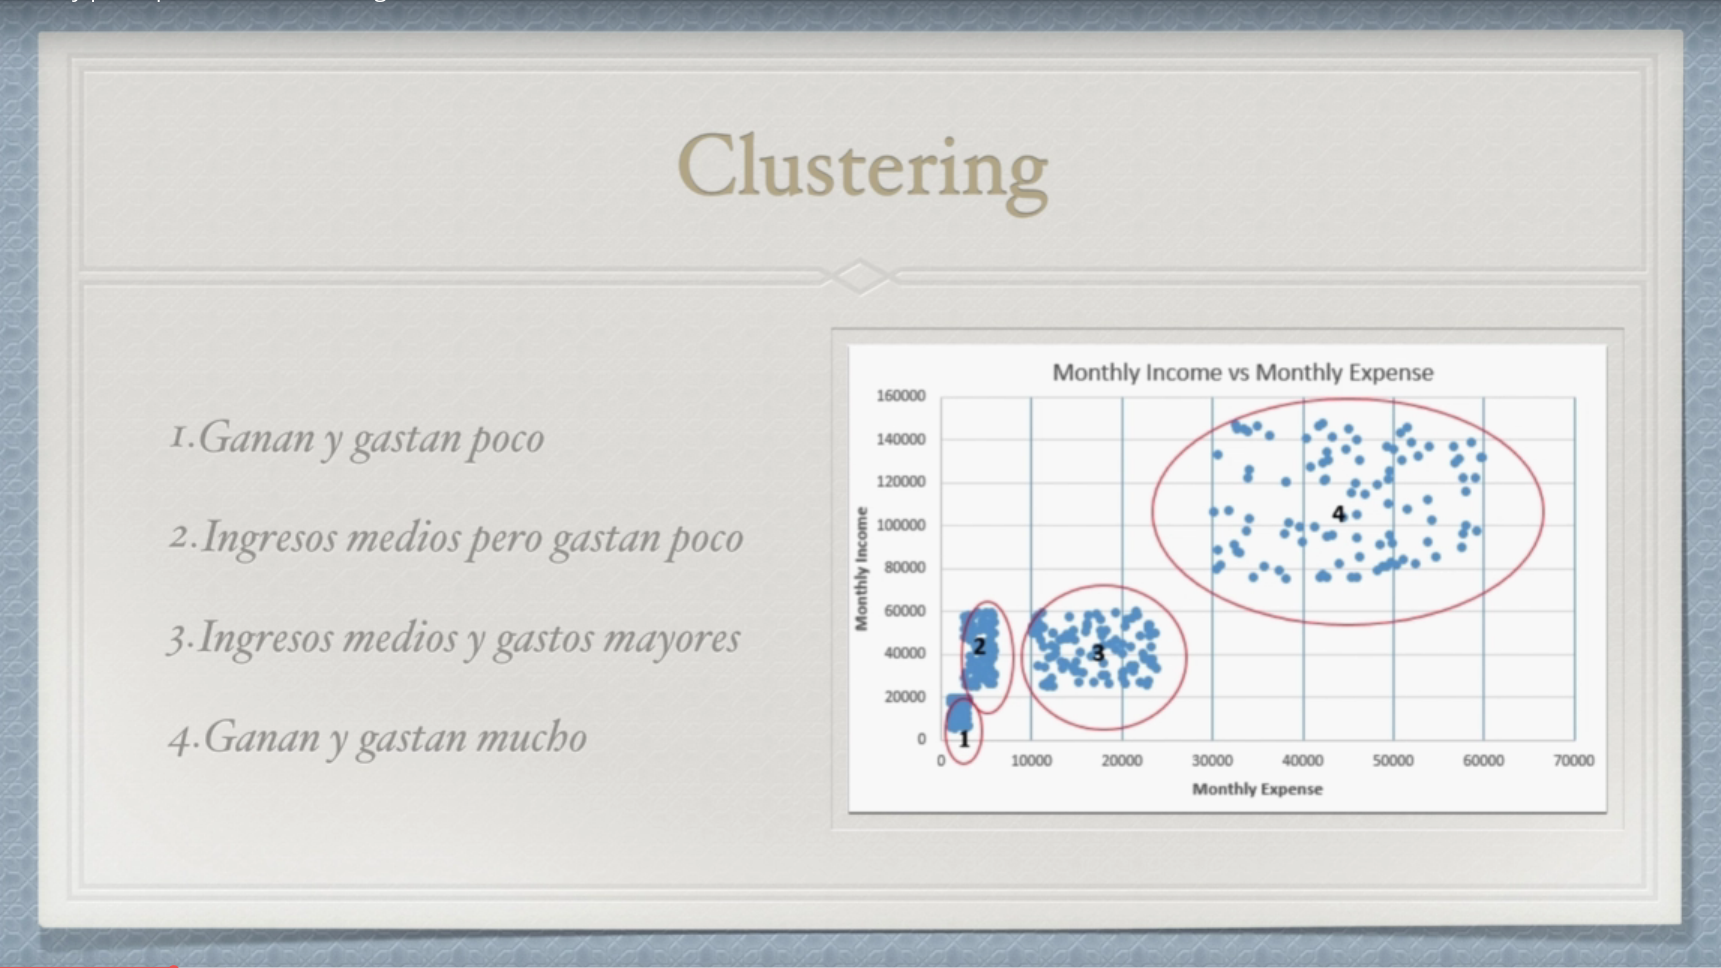 Clustering
1.Ganan y gastan poco
2.Ingresos medios pero gastan poco
3.Ingresos medios y gastos mayores
4.Ganan y gastan mucho
Monthly Income vs Monthly Expense
160000
140000
120000
100000
80000
60000
40000
20000
0
Monthly Income
4
2
3
1
0 10000 20000 30000 40000 50000 60000 70000
Monthly Expense